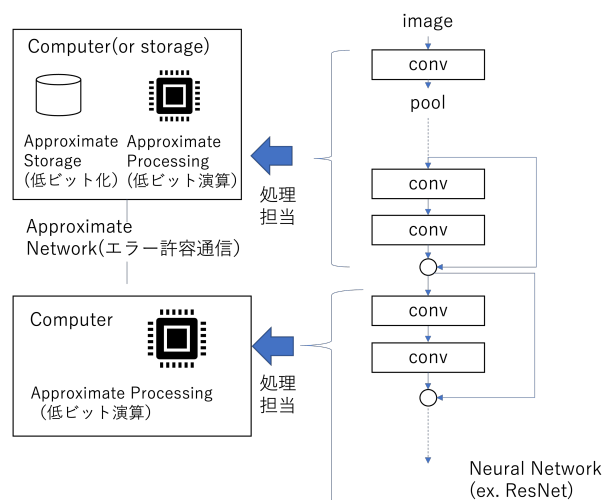 Computer(or storage)
Approximate
Storage
(低ビット化)
Approximate
Processing
(低ビット演算)
Approximate
Network(エラー許容通信)
Computer
Approximate Processing
(低ビット演算)
処理
担当
処理
担当
image
conv
pool
conv
conv
conv
conv
Neural Network
(ex. ResNet)